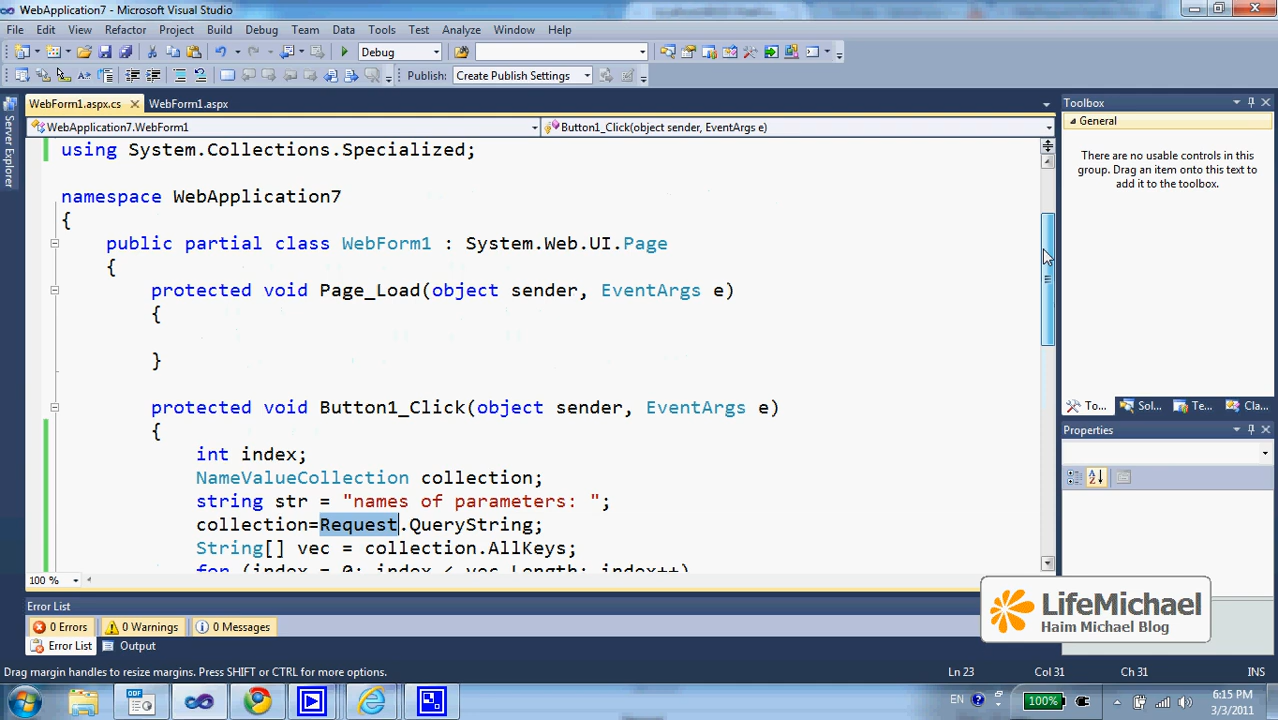 WebApplication7 - Microsoft Visual Studio
File Edit View Refactor Project Build Debug Team Data Tools Test Analyze Window Help
Debug
Publish: Create Publish Settings
WebForm1.aspx.cs WebForm1.aspx
Toolbox
WebApplication7.WebForm1 Button1_Click(object sender, EventArgs e)
General
There are no usable controls in this
group. Drag an item onto this text to
add it to the toolbox.
Server Explorer
using System.Collections.Specialized;
namespace WebApplication7
{
public partial class WebForm1 : System.Web.UI.Page
{
protected void Page_Load(object sender, EventArgs e)
{
}
protected void Button1_Click(object sender, EventArgs e)
{
int index;
NameValueCollection collection;
string str = "names of parameters: ";
collection=Request.QueryString;
String[] vec = collection.AllKeys;
for (index = 0; index < vec.Length; index++)
To... Sol... Te... Cla...
Properties
100 %
LifeMichael
Haim Michael Blog
Error List
0 Errors 0 Warnings 0 Messages
Error List Output
Drag margin handles to resize margins. Press SHIFT or CTRL for more options.
Ln 23 Col 31 Ch 31 INS
EN 100% 6:15 PM
3/3/2011